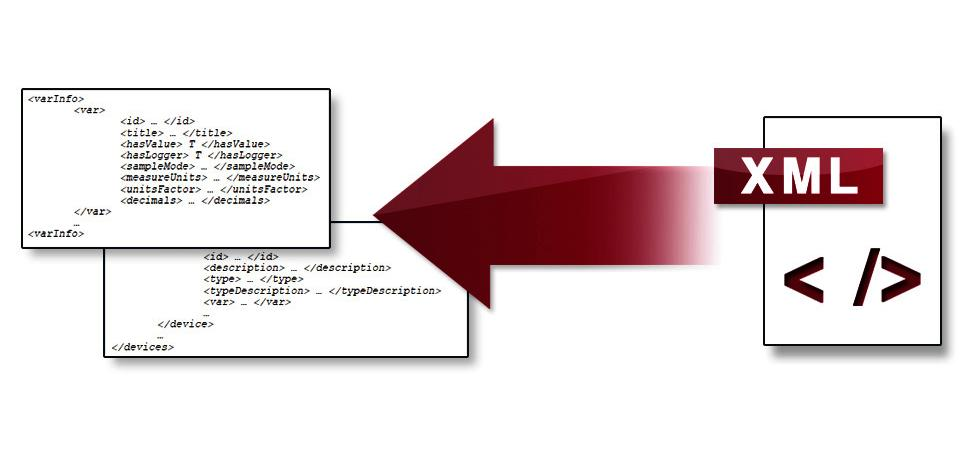 <varInfo>
<var>
<id> … </id>
<title> … </title>
<hasValue> T </hasValue>
<hasLogger> T </hasLogger>
<sampleMode> … </sampleMode>
<measureUnits> … </measureUnits>
<unitsFactor> … </unitsFactor>
<decimals> … </decimals>
</var>
…
<varInfo>
<id> … </id>
<description> … </description>
<type> … </type>
<typeDescription> … </typeDescription>
<var> … </var>
…
</device>
…
</devices>
XML
< />